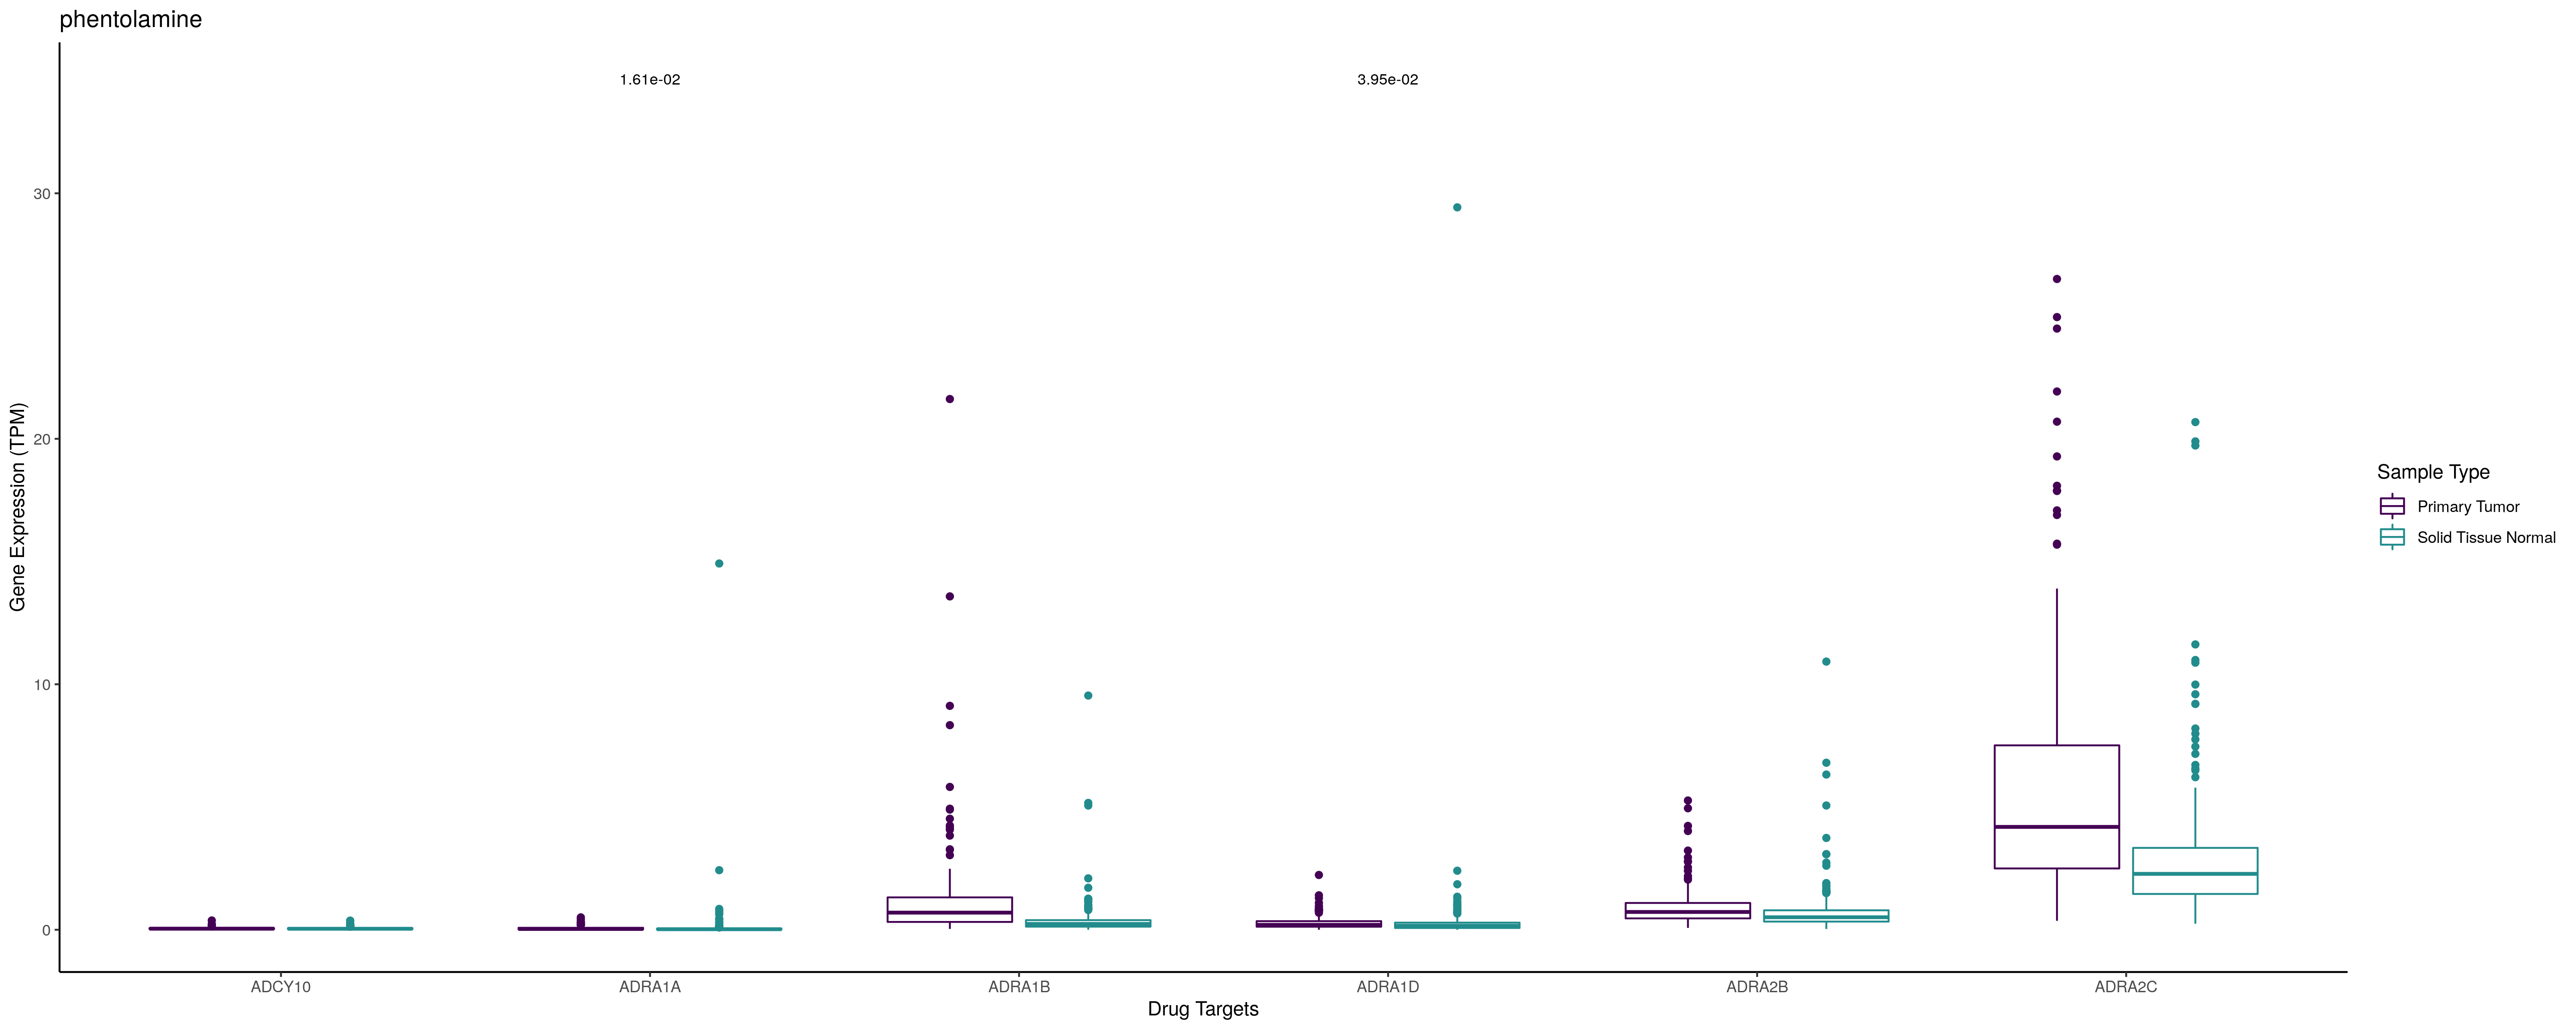 phentolamine
1.61e-02 3.95e-02
30
20
10
0
Gene Expression (TPM)
ADCY10 ADRA1A ADRA1B ADRA1D ADRA2B ADRA2C
Drug Targets
Sample Type
Primary Tumor
Solid Tissue Normal